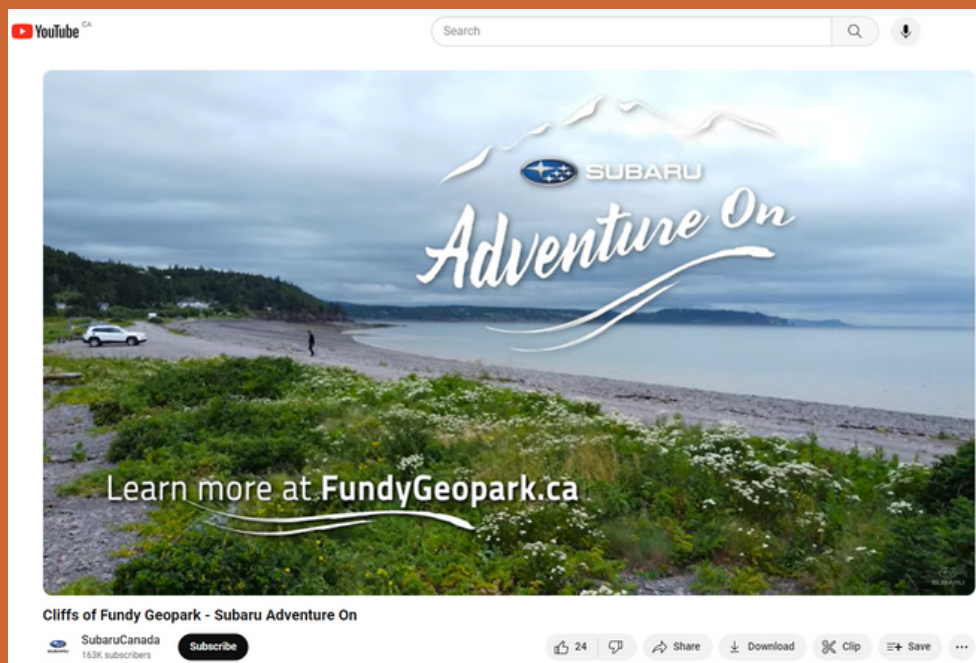 YouTube CA
Search
SUBARU
Adventure On
Learn more at FundyGeopark.ca
SUBARU
Cliffs of Fundy Geopark - Subaru Adventure On
SubaruCanada
163K subscribers
Subscribe
24
Share
Download
Clip
Save